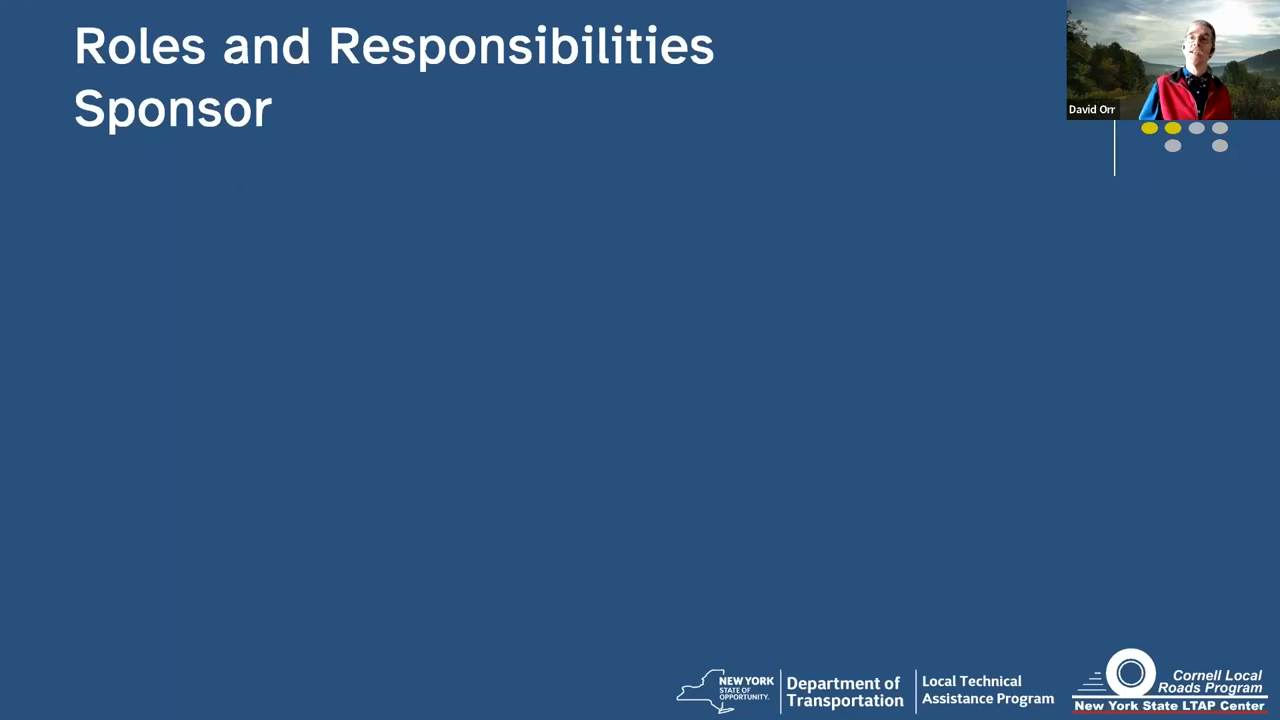 Roles and Responsibilities
Sponsor
David Orr
NEW YORK
STATE OF
OPPORTUNITY.
Department of
Transportation
Local Technical
Assistance Program
Cornell Local
Roads Program
New York State LTAP Center